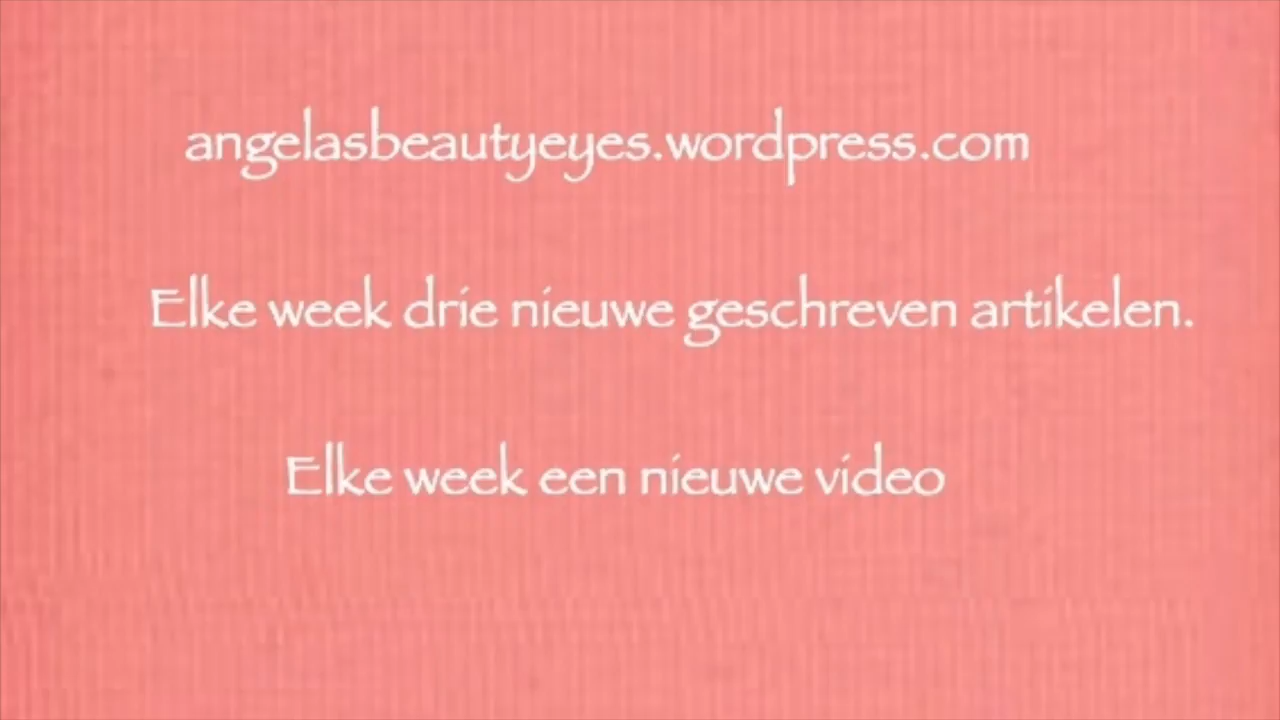 angelasbeautyeyes.wordpress.com
Elke week drie nieuwe geschreven artikelen.
Elke week een nieuwe video